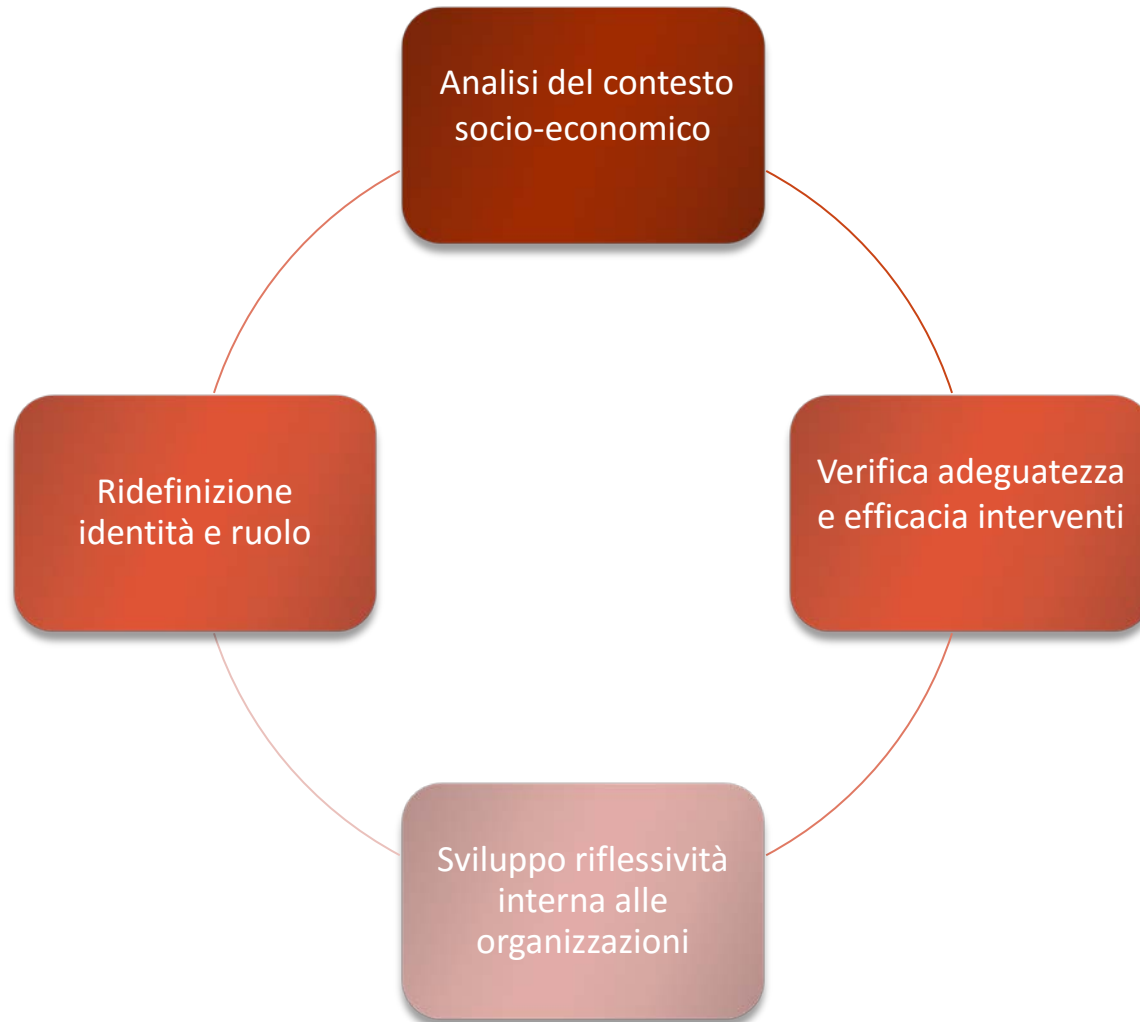 Analisi del contesto
socio-economico
Verifica adeguatezza
e efficacia interventi
Sviluppo riflessività
interna alle
organizzazioni
Ridefinizione
identità e ruolo